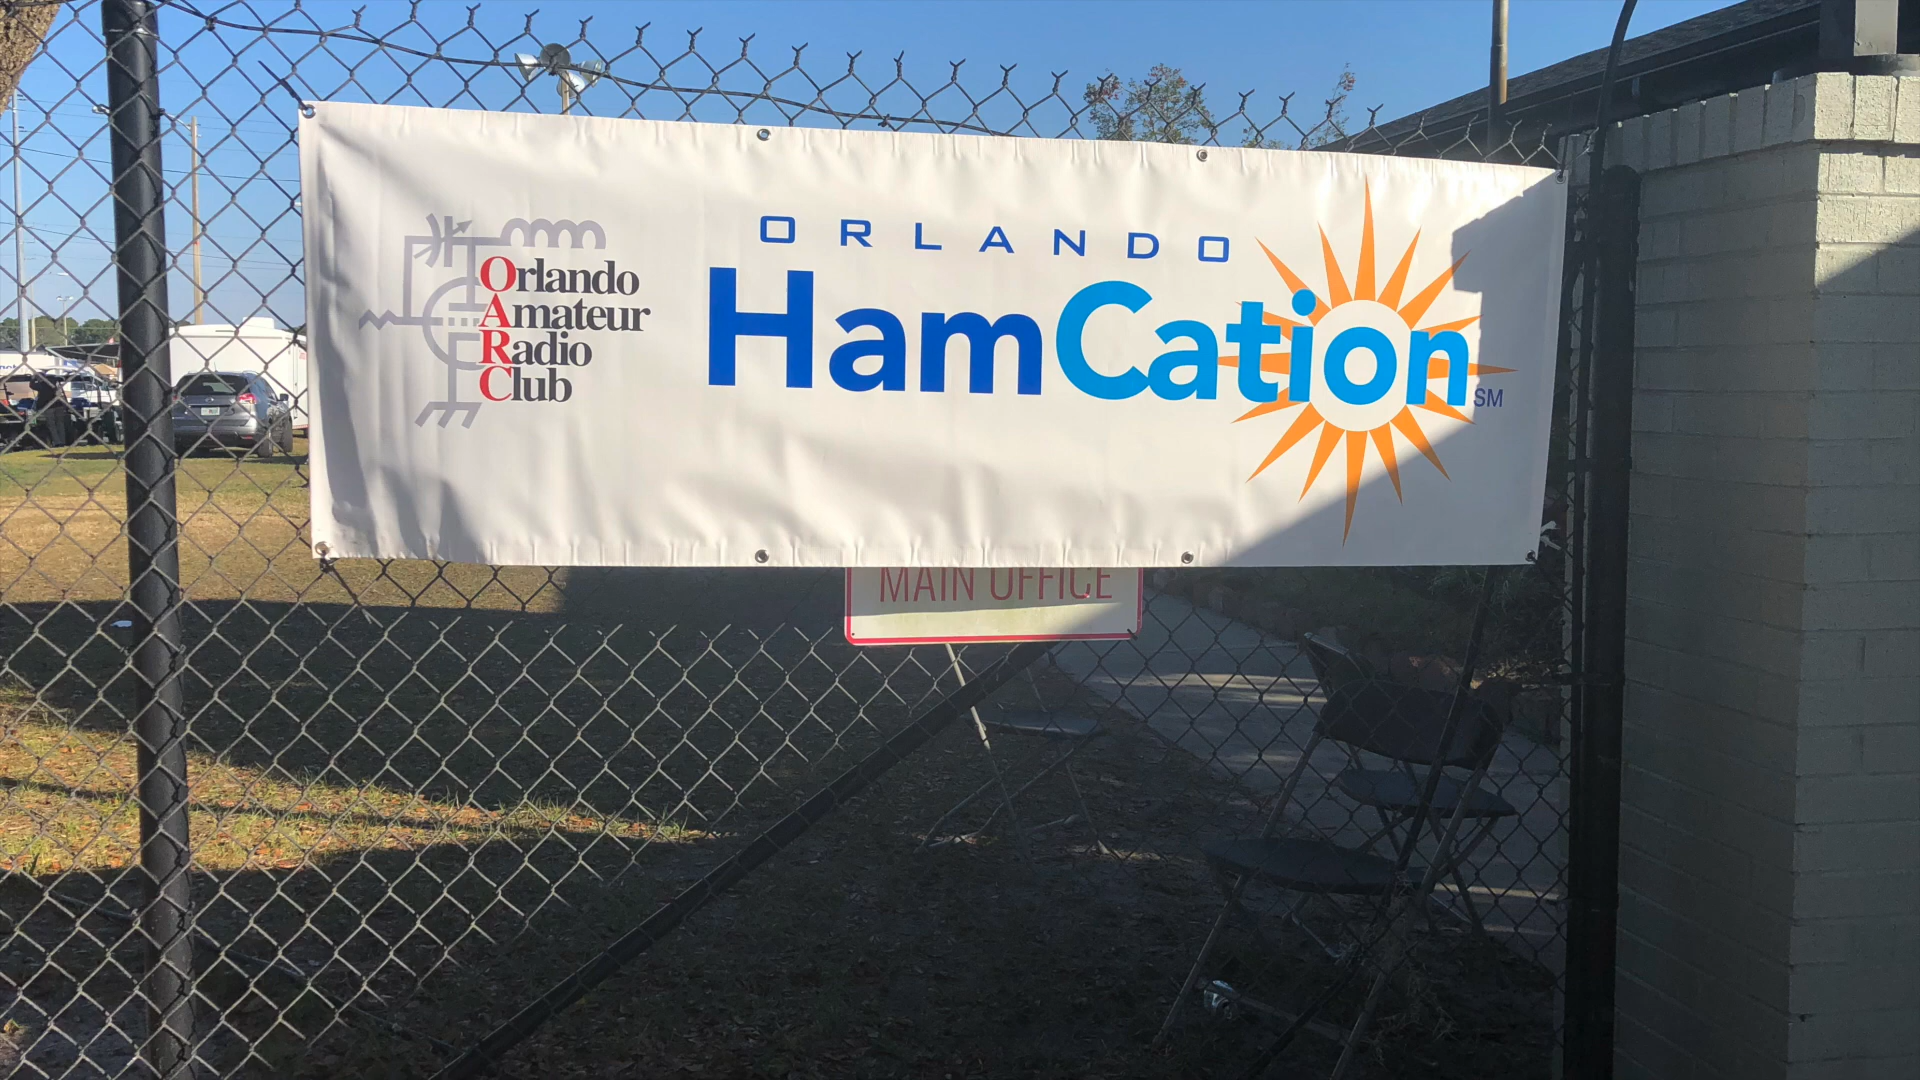 Orlando
Amateur
Radio
Club
ORLANDO
HamCation SM
MAIN OFFICE